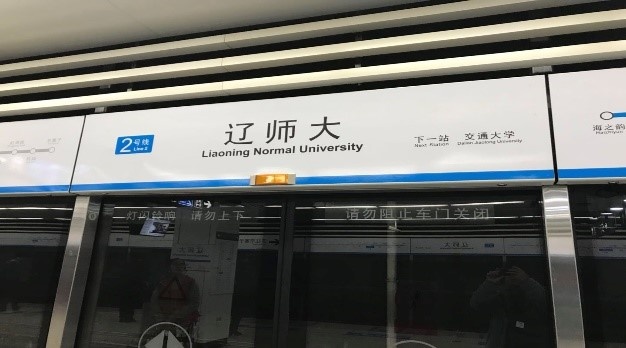 2号线
Line 2
辽师大
Liaoning Normal University
下一站 交通大学
Next Station Dalian Jiaotong University
海之韵
灯闪铃响 请勿上下
请勿阻止车门关闭